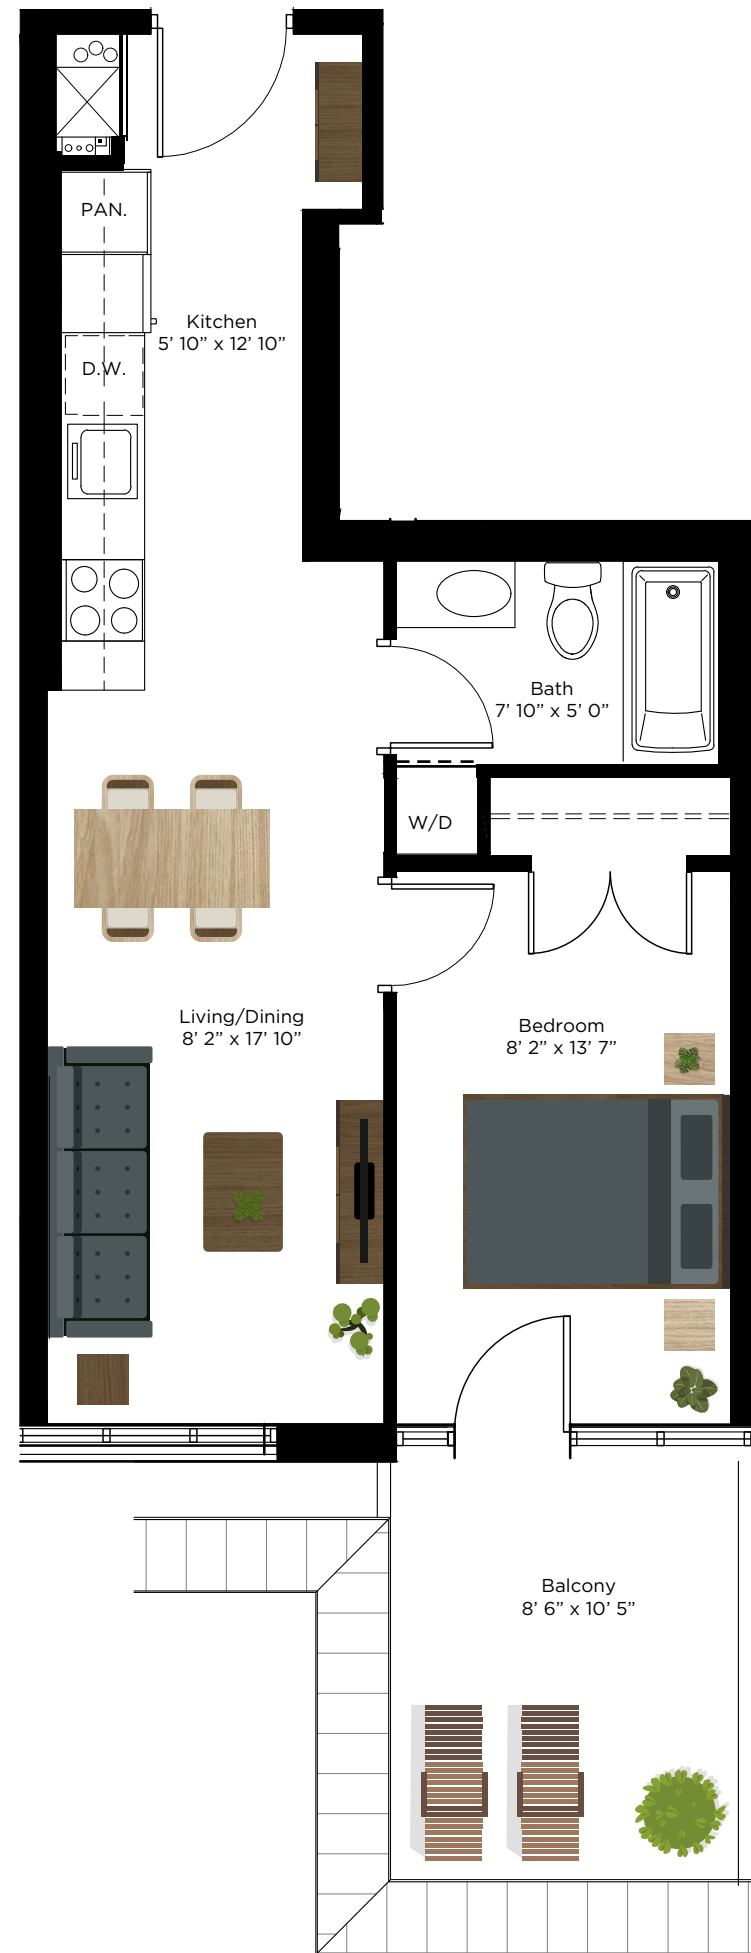 PAN.
Kitchen
5’ 10” x 12’ 10”
D.W.
Bath
7’ 10” x 5’ 0”
W/D
Living/Dining
8’ 2” x 17’ 10”
Bedroom
8’ 2” x 13’ 7”
Balcony
8’ 6” x 10’ 5”